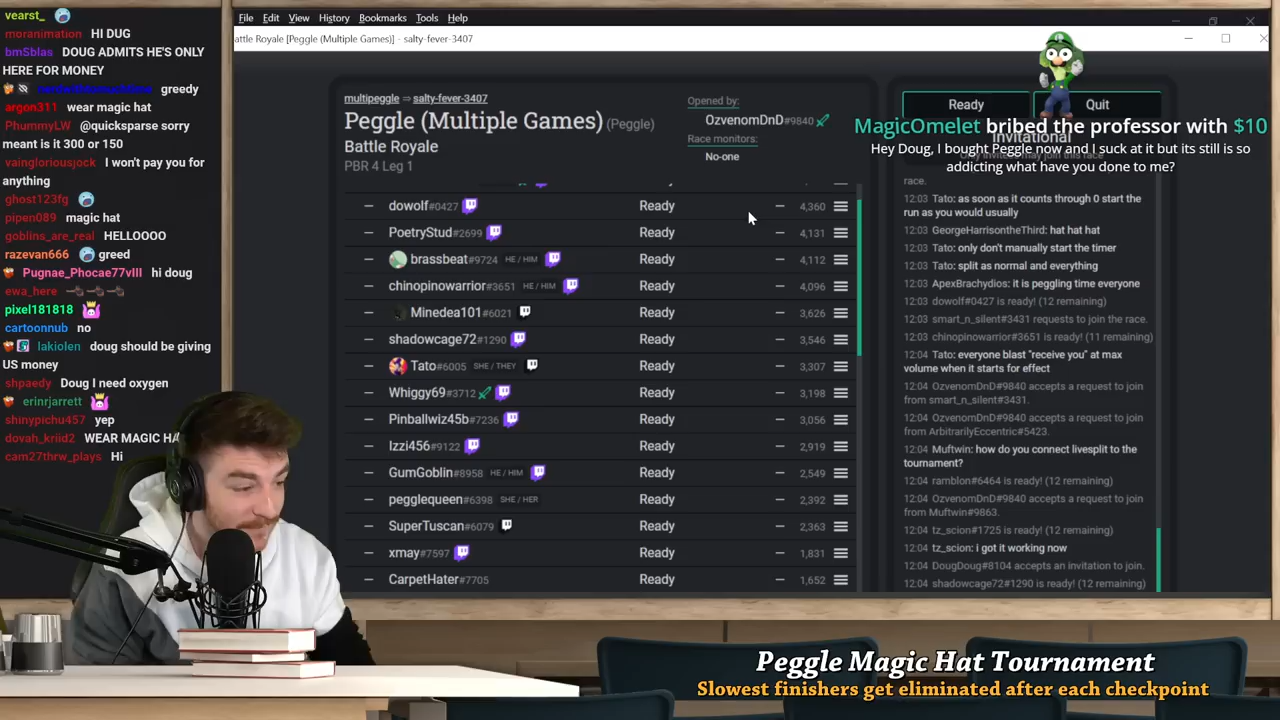 vearst_
moranimation HI DUG
bmSblas DOUG ADMITS HE'S ONLY
HERE FOR MONEY
greedy
argon311 wear magic hat
PhummyLW @quicksparse sorry
meant is it 300 or 150
vaingloriousjock I won't pay you for
anything
ghost123fg
pipen089 magic hat
goblins_are_real HELLOOOO
razevan666 greed
Pugnae_Phocae77vIII hi doug
ewa_here
pixel181818
cartoonub no
lakiolen doug should be giving
US money
shpaedy Doug I need oxygen
erinrjarrett
shinypichu457 yep
dovah_kriid2 WEAR MAGIC HA
cam27thrw_plays Hi
File Edit View History Bookmarks Tools Help
attle Royale [Peggle (Multiple Games)] - salty-fever-3407
multipeggle ⇨ salty-fever-3407
Peggle (Multiple Games) (Peggle)
Battle Royale
PBR 4 Leg 1
Opened by:
OzvenomDnD#9840
Race monitors:
No-one
— dowolf#0427 Ready — 4,360
— PoetryStud#2699 Ready — 4,131
— brassbeat#9724 HE / HIM Ready — 4,112
— chinopinowarrior#3651 HE / HIM Ready — 4,096
— Minedea101#6021 Ready — 3,626
— shadowcage72#1290 Ready — 3,546
— Tato#6005 SHE / THEY Ready — 3,307
— Whiggy69#3712 Ready — 3,198
— Pinballwiz45b#7236 Ready — 3,056
— Izzi456#9122 Ready — 2,919
— GumGoblin#8958 HE / HIM Ready — 2,549
— pegglequeen#6398 SHE / HER Ready — 2,392
— SuperTuscan#6079 Ready — 2,363
— xmay#7597 Ready — 1,831
— CarpetHater#7705 Ready — 1,652
Ready Quit
Invitational
MagicOmelet bribed the professor with $10
Hey Doug, I bought Peggle now and I suck at it but its still is so
addicting what have you done to me?
race.
12:03 Tato: as soon as it counts through 0 start the
run as you would usually
12:03 GeorgeHarrisontheThird: hat hat hat
12:03 Tato: only don't manually start the timer
12:03 Tato: split as normal and everything
12:03 ApexBrachydios: it is peggling time everyone
12:03 dowolf#0427 is ready! (12 remaining)
12:03 smart_n_silent#3431 requests to join the race.
12:03 chinopinowarrior#3651 is ready! (11 remaining)
12:04 Tato: everyone blast "receive you" at max
volume when it starts for effect
12:04 OzvenomDnD#9840 accepts a request to join
from smart_n_silent#3431.
12:04 OzvenomDnD#9840 accepts a request to join
from ArbitrarilyEccentric#5423.
12:04 Muftwin: how do you connect livesplit to the
tournament?
12:04 ramblon#6464 is ready! (12 remaining)
12:04 OzvenomDnD#9840 accepts a request to join
from Muftwin#9863.
12:04 tz_scion#1725 is ready! (12 remaining)
12:04 tz_scion: i got it working now
12:04 DougDoug#8104 accepts an invitation to join.
12:04 shadowcage72#1290 is ready! (12 remaining)
Peggle Magic Hat Tournament
Slowest finishers get eliminated after each checkpoint